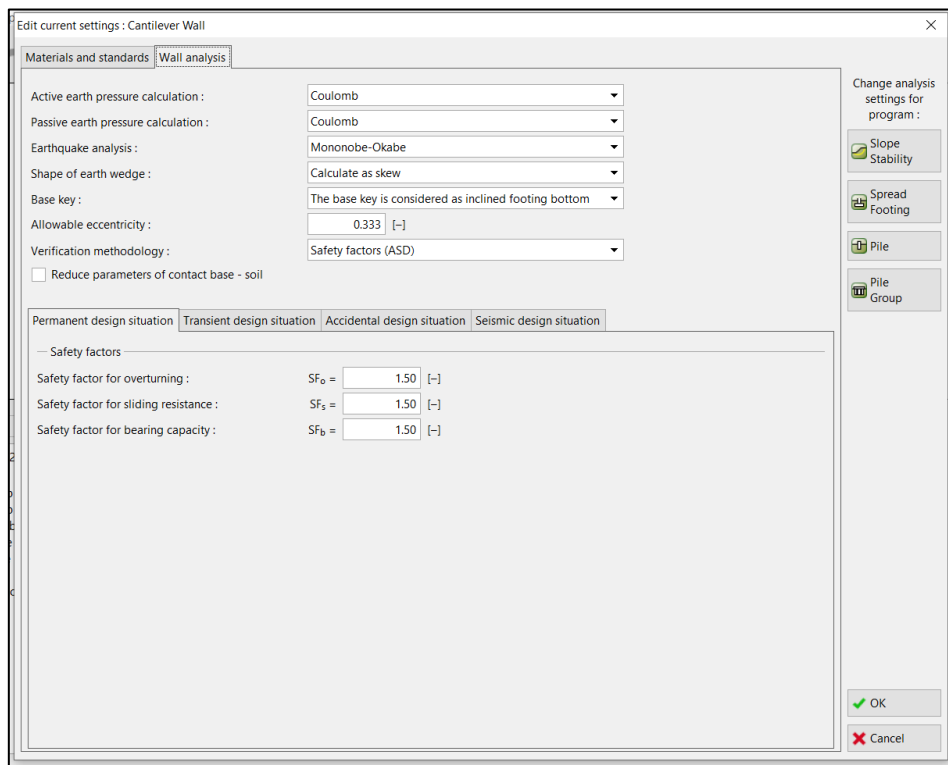 Edit current settings : Cantilever Wall
Materials and standards Wall analysis
Active earth pressure calculation : Coulomb
Passive earth pressure calculation : Coulomb
Earthquake analysis : Mononobe-Okabe
Shape of earth wedge : Calculate as skew
Base key : The base key is considered as inclined footing bottom
Allowable eccentricity : 0.333 [–]
Verification methodology : Safety factors (ASD)
Reduce parameters of contact base - soil
Permanent design situation Transient design situation Accidental design situation Seismic design situation
Safety factors
Safety factor for overturning : SFo = 1.50 [–]
Safety factor for sliding resistance : SFs = 1.50 [–]
Safety factor for bearing capacity : SFb = 1.50 [–]
Change analysis
settings for
program :
Slope
Stability
Spread
Footing
Pile
Pile
Group
OK
Cancel